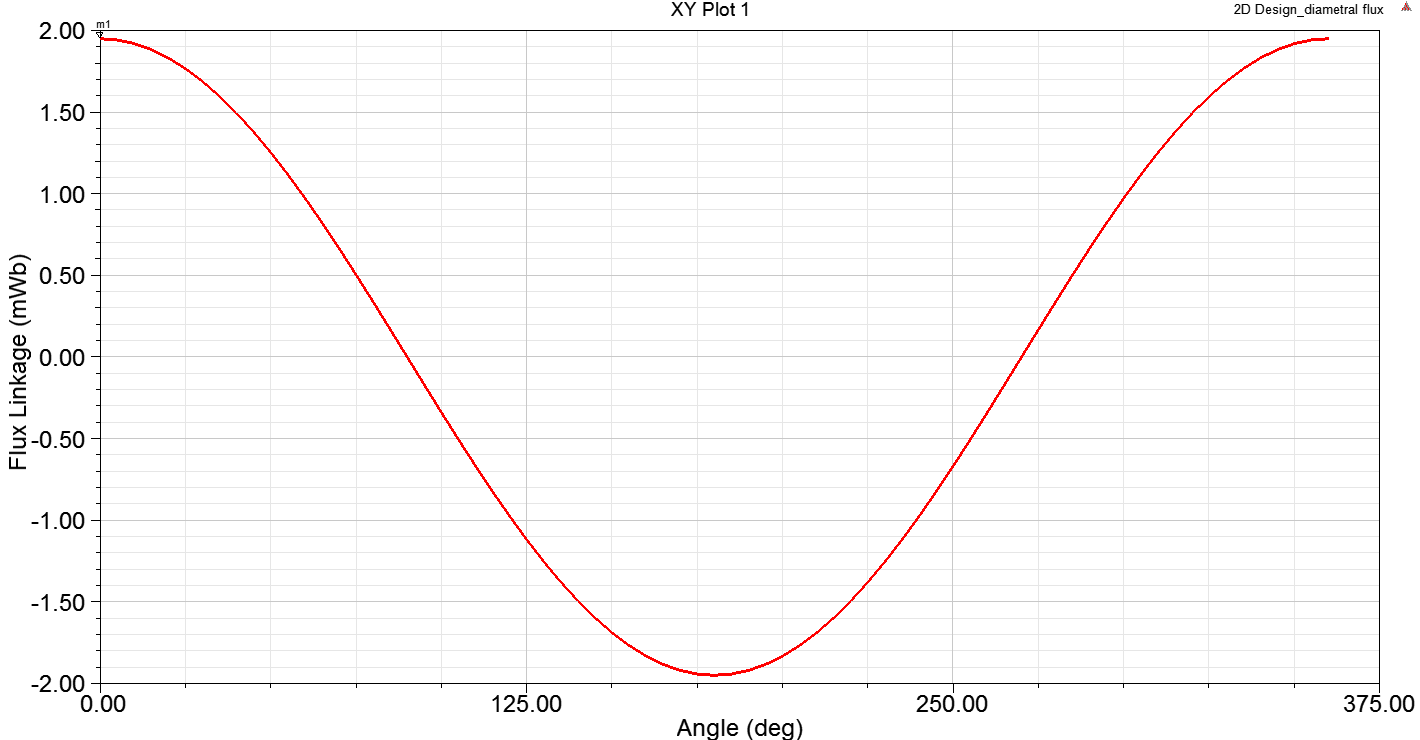 XY Plot 1
2D Design_diametral flux
m1
2.00
1.50
1.00
0.50
0.00
-0.50
-1.00
-1.50
-2.00
Flux Linkage (mWb)
0.00 125.00 250.00 375.00
Angle (deg)